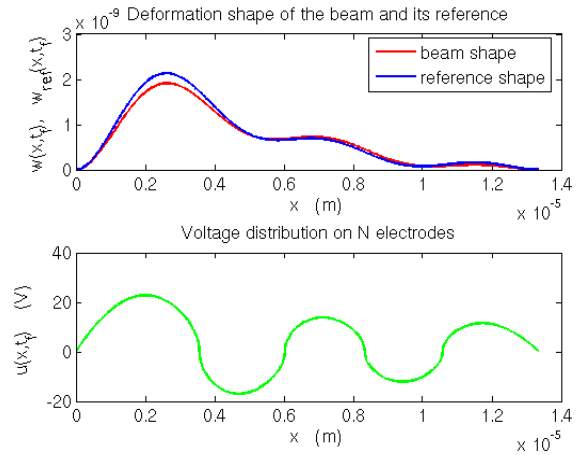 × 10⁻⁹ Deformation shape of the beam and its reference
3
2
1
0
w(x,t_f), w_ref(x,t_f)
beam shape
reference shape
0 0.2 0.4 0.6 0.8 1 1.2 1.4
x (m)
× 10⁻⁵
Voltage distribution on N electrodes
40
20
0
-20
u(x,t_f) (V)
0 0.2 0.4 0.6 0.8 1 1.2 1.4
x (m)
× 10⁻⁵